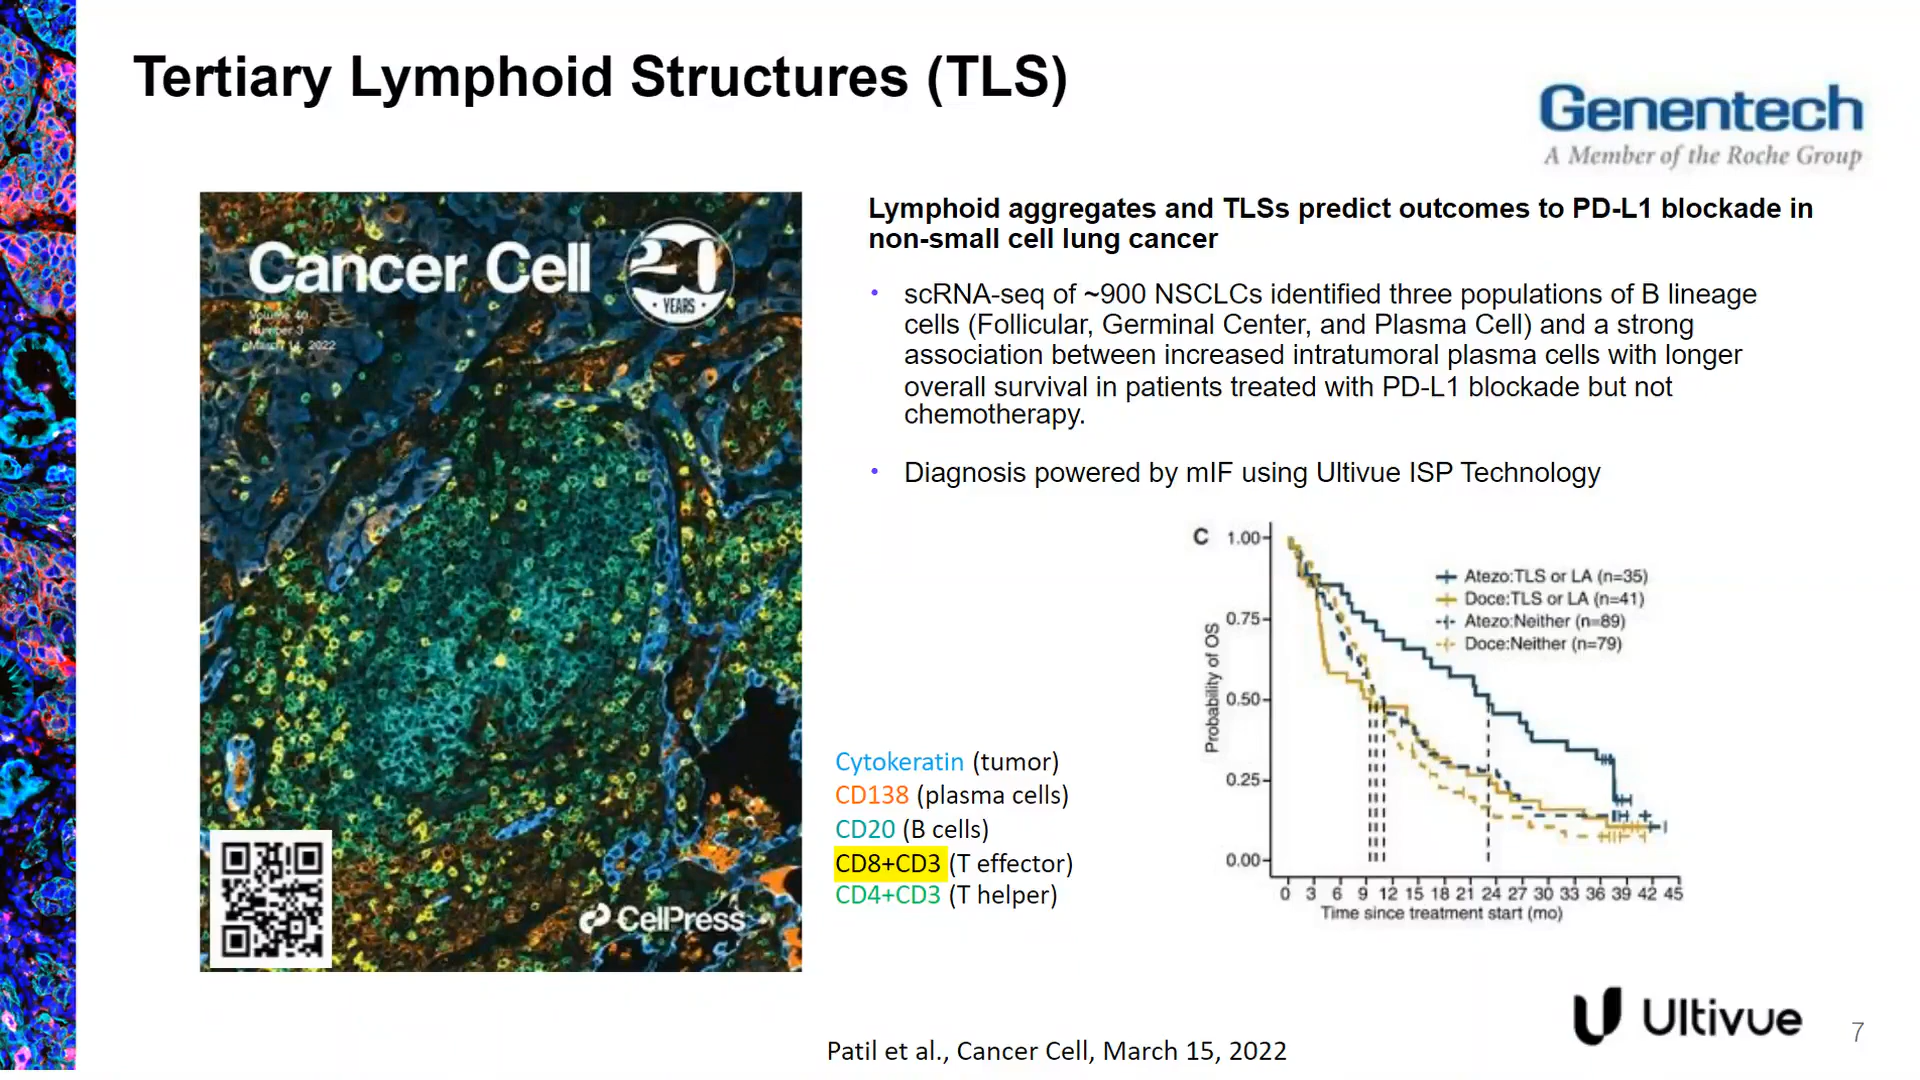 Tertiary Lymphoid Structures (TLS)
Genentech
A Member of the Roche Group
Cancer Cell
20
YEARS
Volume 40
Number 3
March 14, 2022
CellPress
Lymphoid aggregates and TLSs predict outcomes to PD-L1 blockade in
non-small cell lung cancer
• scRNA-seq of ~900 NSCLCs identified three populations of B lineage
cells (Follicular, Germinal Center, and Plasma Cell) and a strong
association between increased intratumoral plasma cells with longer
overall survival in patients treated with PD-L1 blockade but not
chemotherapy.
• Diagnosis powered by mIF using Ultivue ISP Technology
Cytokeratin (tumor)
CD138 (plasma cells)
CD20 (B cells)
CD8+CD3 (T effector)
CD4+CD3 (T helper)
C
Probability of OS
1.00
0.75
0.50
0.25
0.00
Atezo:TLS or LA (n=35)
Doce:TLS or LA (n=41)
Atezo:Neither (n=89)
Doce:Neither (n=79)
0 3 6 9 12 15 18 21 24 27 30 33 36 39 42 45
Time since treatment start (mo)
Ultivue
7
Patil et al., Cancer Cell, March 15, 2022